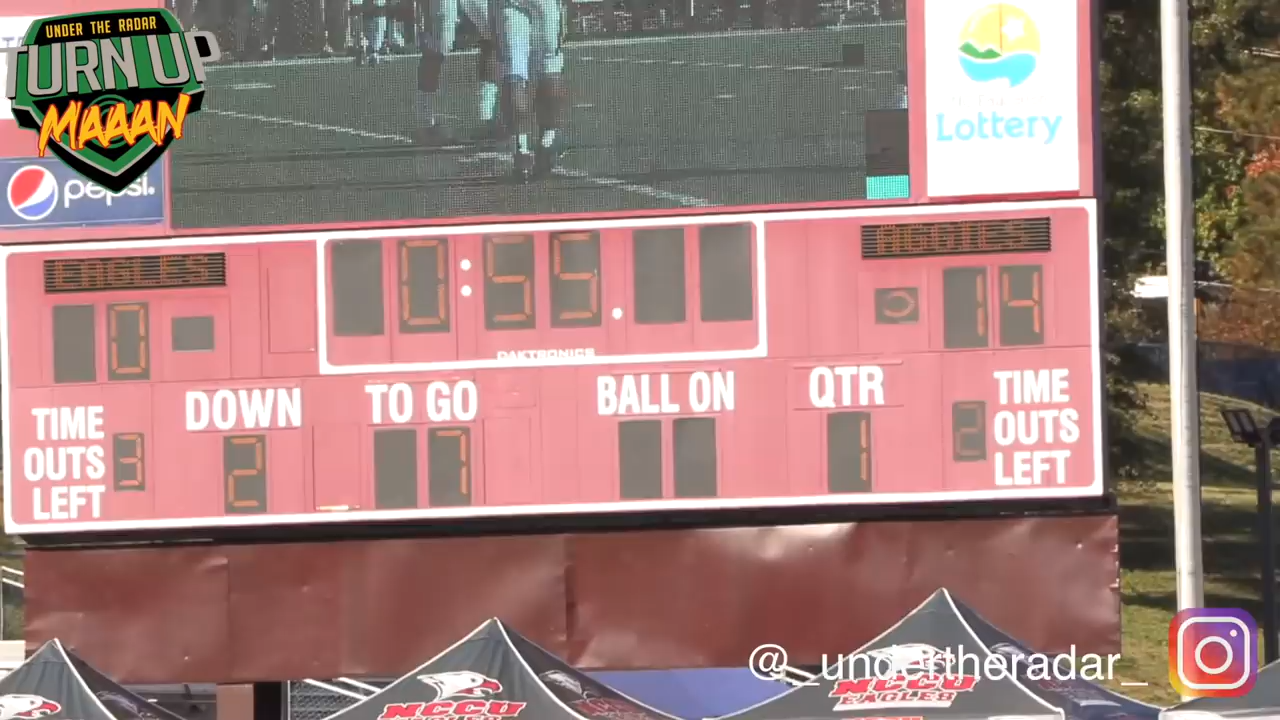 UNDER THE RADAR
TURN UP
MAAAN
pepsi.
Lottery
EAGLES
0:55.
AGGIES
0
14
DAKTRONICS
DOWN
TO GO
BALL ON
QTR
TIME
OUTS
LEFT
3
2
7
1
2
TIME
OUTS
LEFT
@_undertheradar_
NCCU
NCCU
EAGLES